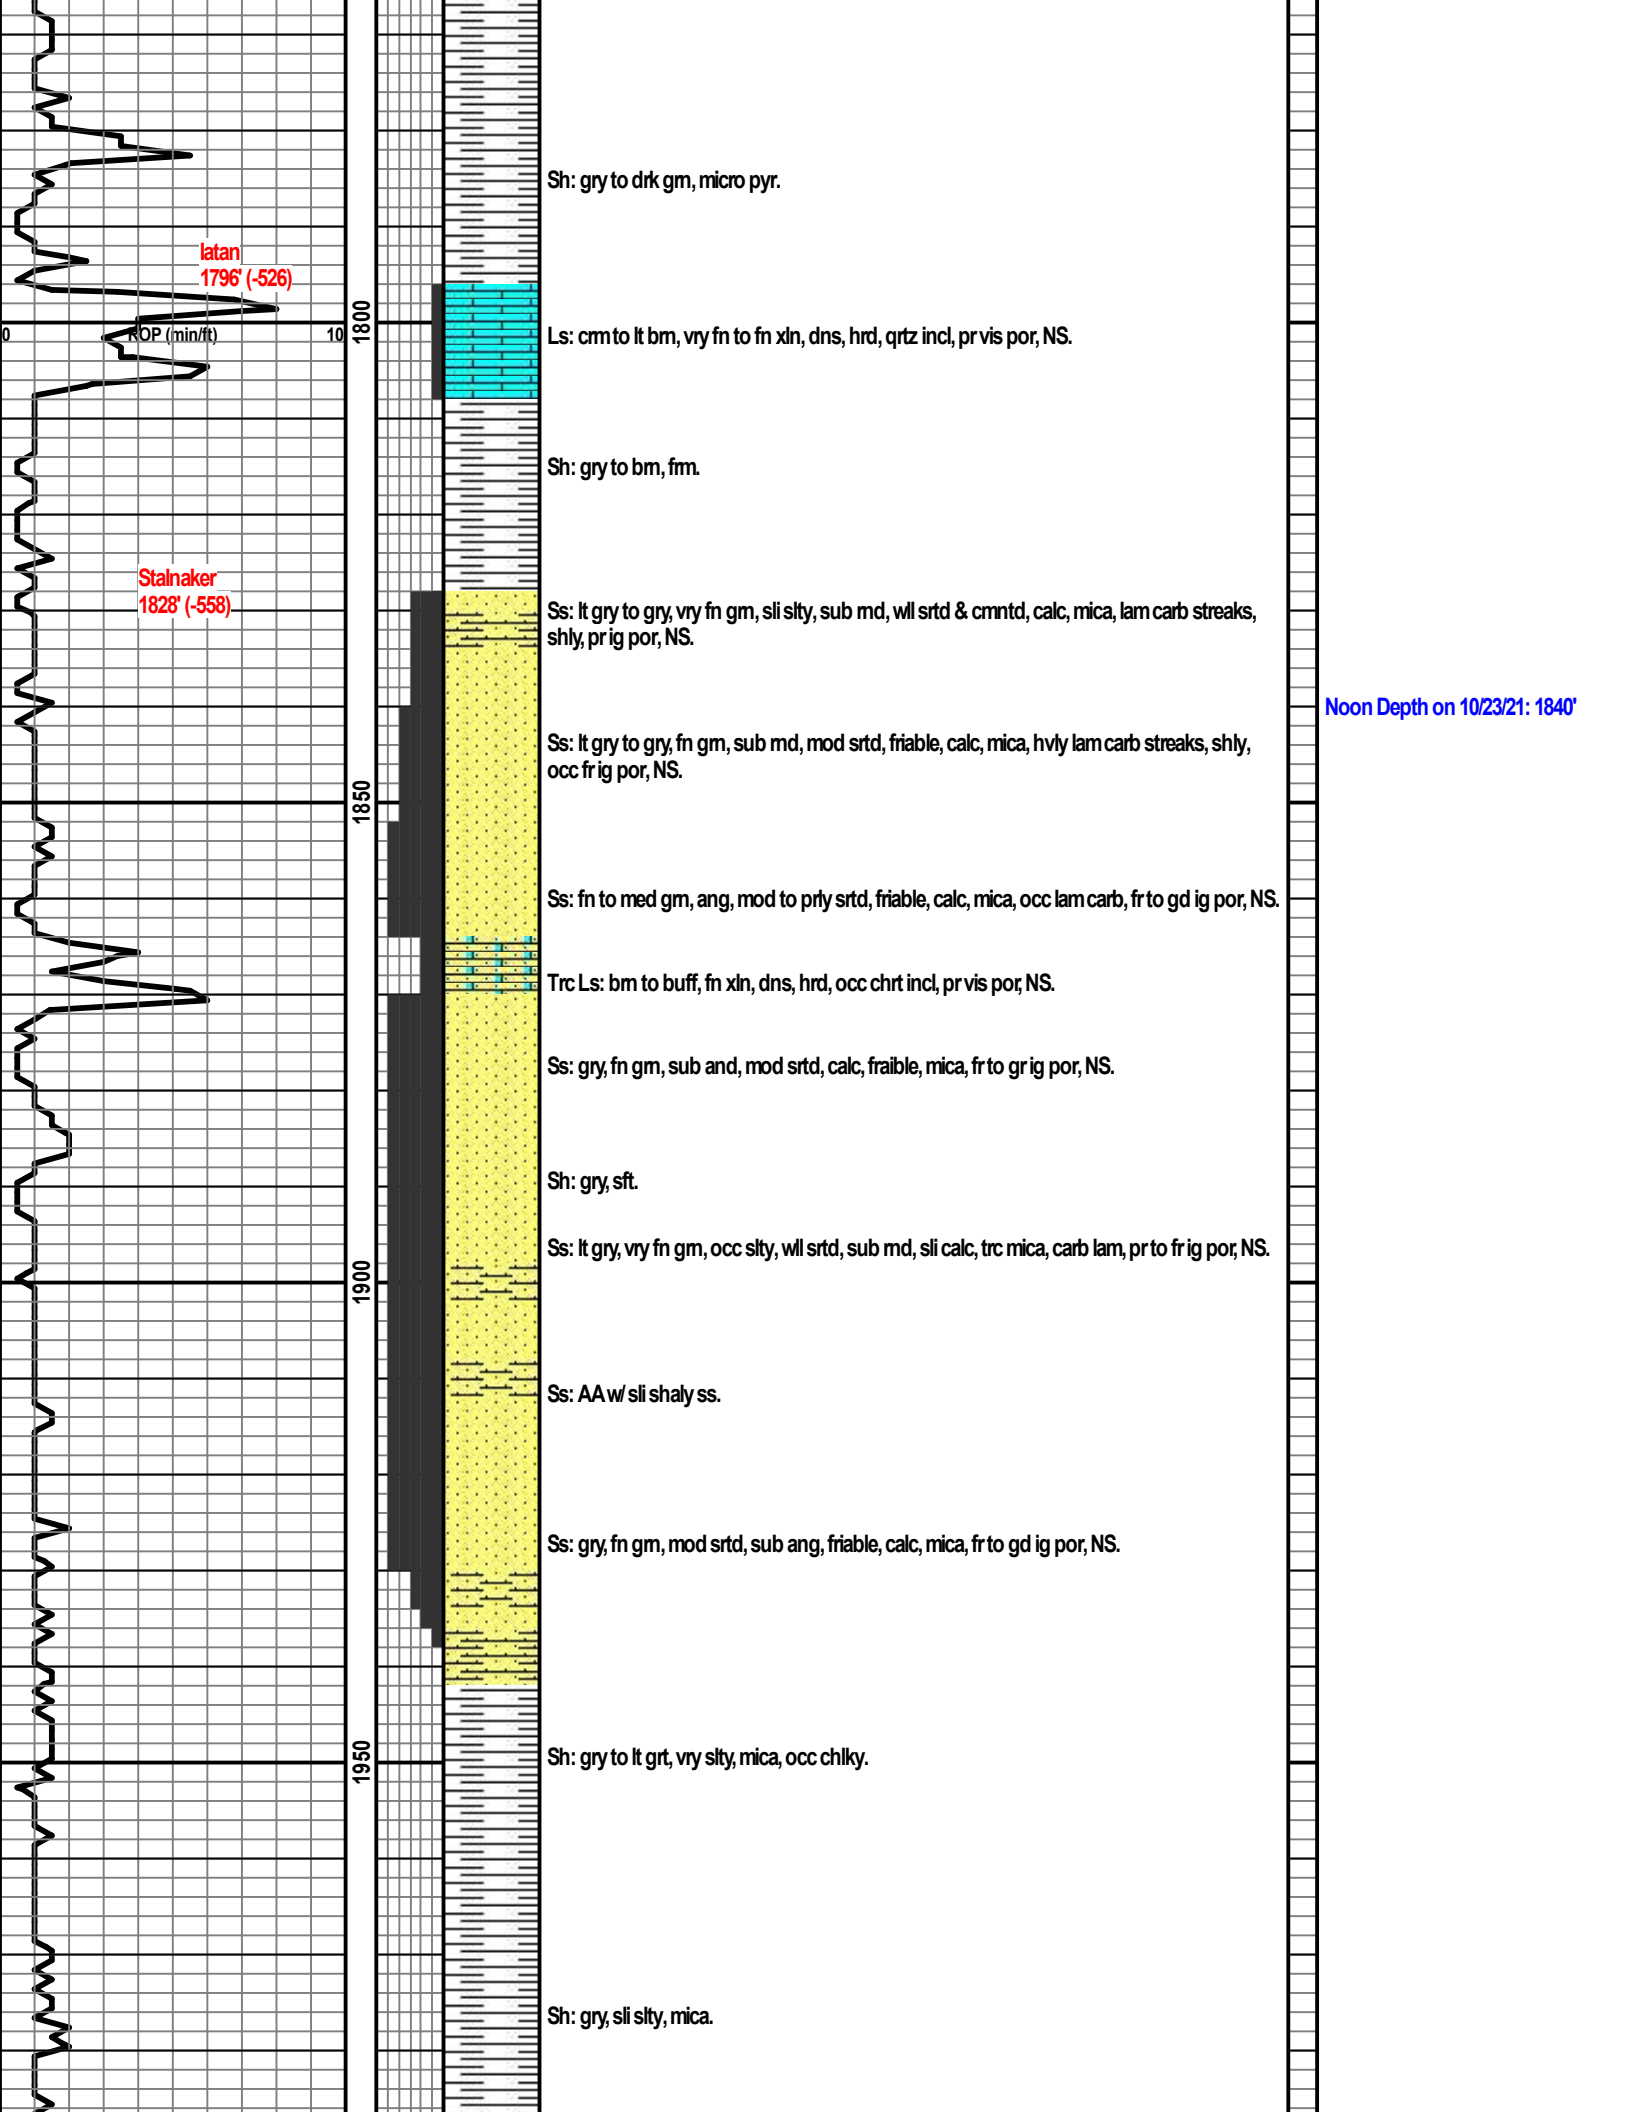 Sh: gry to drk grn, micro pyr.
Iatan
1796' (-526)
0 ROP (min/ft) 10
1800
Ls: crm to lt brn, vry fn to fn xln, dns, hrd, qrtz incl, pr vis por, NS.
Sh: gry to brn, frm.
Stalnaker
1828' (-558)
Ss: lt gry to gry, vry fn grn, sli slty, sub rnd, wll srtd & cmntd, calc, mica, lam carb streaks,
shly, pr ig por, NS.
Noon Depth on 10/23/21: 1840'
Ss: lt gry to gry, fn grn, sub rnd, mod srtd, friable, calc, mica, hvly lam carb streaks, shly,
occ fr ig por, NS.
1850
Ss: fn to med grn, ang, mod to prly srtd, friable, calc, mica, occ lam carb, fr to gd ig por, NS.
Trc Ls: brn to buff, fn xln, dns, hrd, occ chrt incl, pr vis por, NS.
Ss: gry, fn grn, sub and, mod srtd, calc, fraible, mica, fr to gr ig por, NS.
Sh: gry, sft.
Ss: lt gry, vry fn grn, occ slty, wll srtd, sub rnd, sli calc, trc mica, carb lam, pr to fr ig por, NS.
1900
Ss: AA w/ sli shaly ss.
Ss: gry, fn grn, mod srtd, sub ang, friable, calc, mica, fr to gd ig por, NS.
1950
Sh: gry to lt grt, vry slty, mica, occ chlky.
Sh: gry, sli slty, mica.